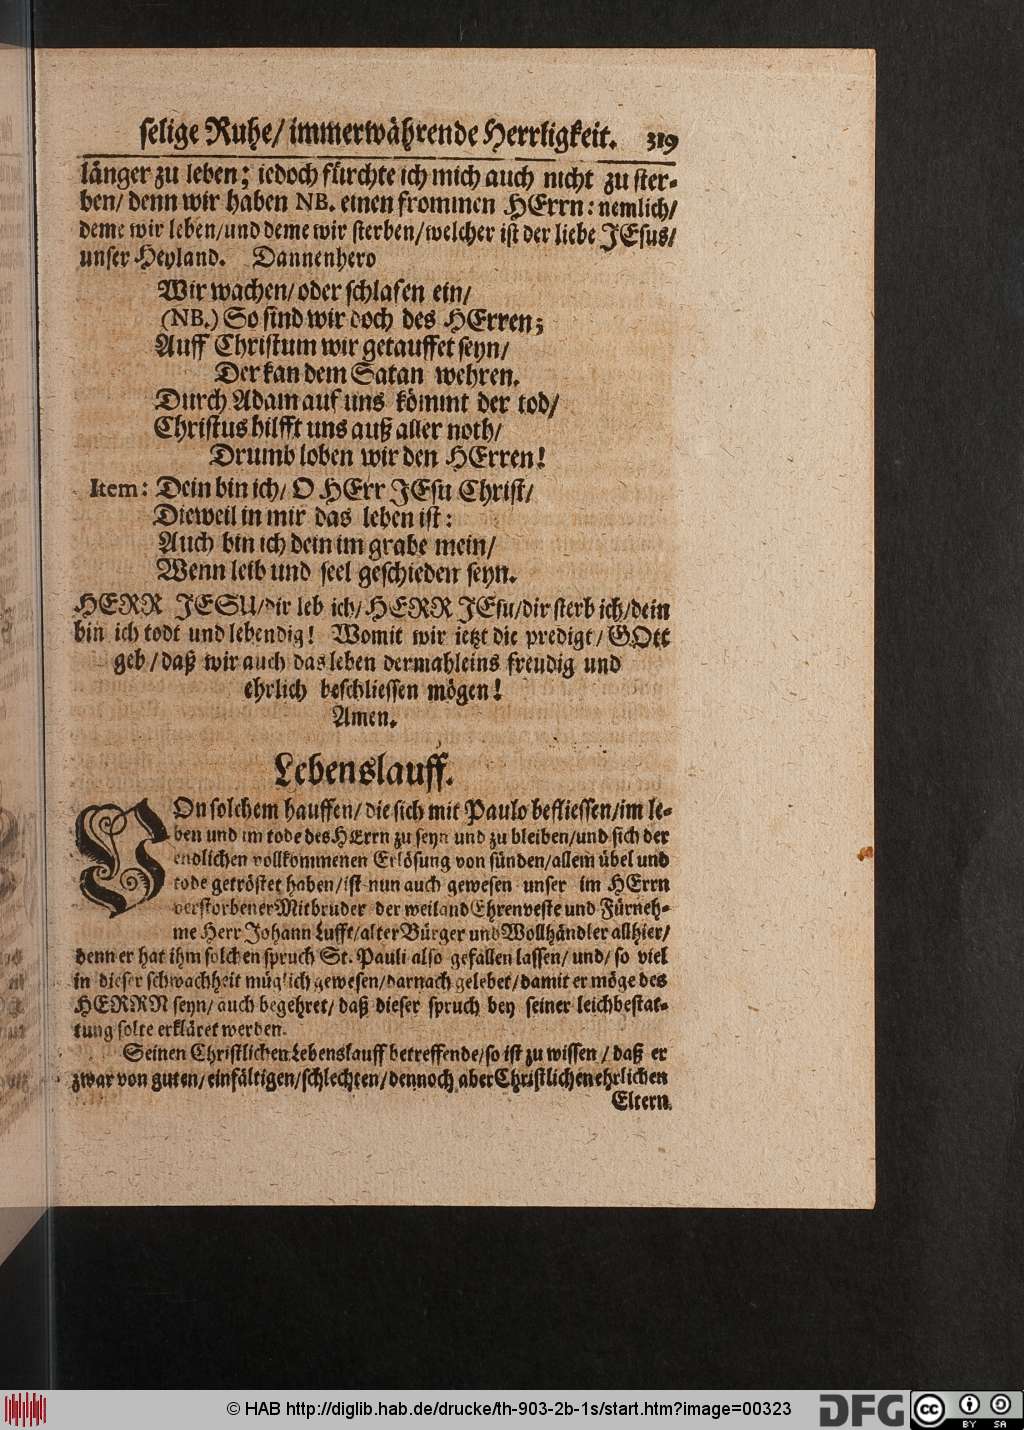 selige Ruhe/ immerwährende Herrligkeit. 319
länger zu leben; iedoch fürchte ich mich auch nicht zu ster-
ben/ denn wir haben NB. einen frommen HErrn: nemlich/
deme wir leben/ und deme wir sterben/ welcher ist der liebe JEsus/
unser Heyland. Dannenhero
Wir wachen/ oder schlafen ein/
(NB.) So sind wir doch des HErren;
Auff Christum wir getauffet seyn/
Der kan dem Satan wehren.
Durch Adam auf uns kömmt der tod/
Christus hilfft uns auß aller noth/
Drumb loben wir den HErren!
Item: Dein bin ich/ O HErr JEsu Christ/
Dieweil in mir das leben ist:
Auch bin ich dein im grabe mein/
Wenn leib und seel geschieden seyn.
HERR JESU/ dir leb ich/ HERR JEsu/ dir sterb ich/ dein
bin ich todt und lebendig! Womit wir ietzt die predigt/ GOtt
geb/ daß wir auch das leben dermahleins freudig und
ehrlich beschliessen mögen!
Amen.
Lebenslauff.
VOn solchem hauffen/ die sich mit Paulo befliessen/ im le-
ben und im tode des HErrn zu seyn und zu bleiben/ und sich der
endlichen vollkommenen Erlösung von sünden/ allem übel und
tode getröstet haben/ ist nun auch gewesen unser im HErrn
verstorbener Mitbruder der weiland Ehrenveste und Fürneh-
me Herr Johann Lufft/ alter Bürger und Wollhändler allhier/
denn er hat ihm solchen spruch St. Pauli also gefallen lassen/ und/ so viel
in dieser schwachheit müglich gewesen/ darnach gelebet/ damit er möge des
HERRN seyn/ auch begehret/ daß dieser spruch bey seiner leichbestat-
tung solte erkläret werden.
Seinen Christlichen Lebenslauff betreffende/ so ist zu wissen/ daß er
zwar von guten/ einfältigen/ schlechten/ dennoch aber Christlichen ehrlichen
Eltern
© HAB http://diglib.hab.de/drucke/th-903-2b-1s/start.htm?image=00323
DFG
cc BY SA